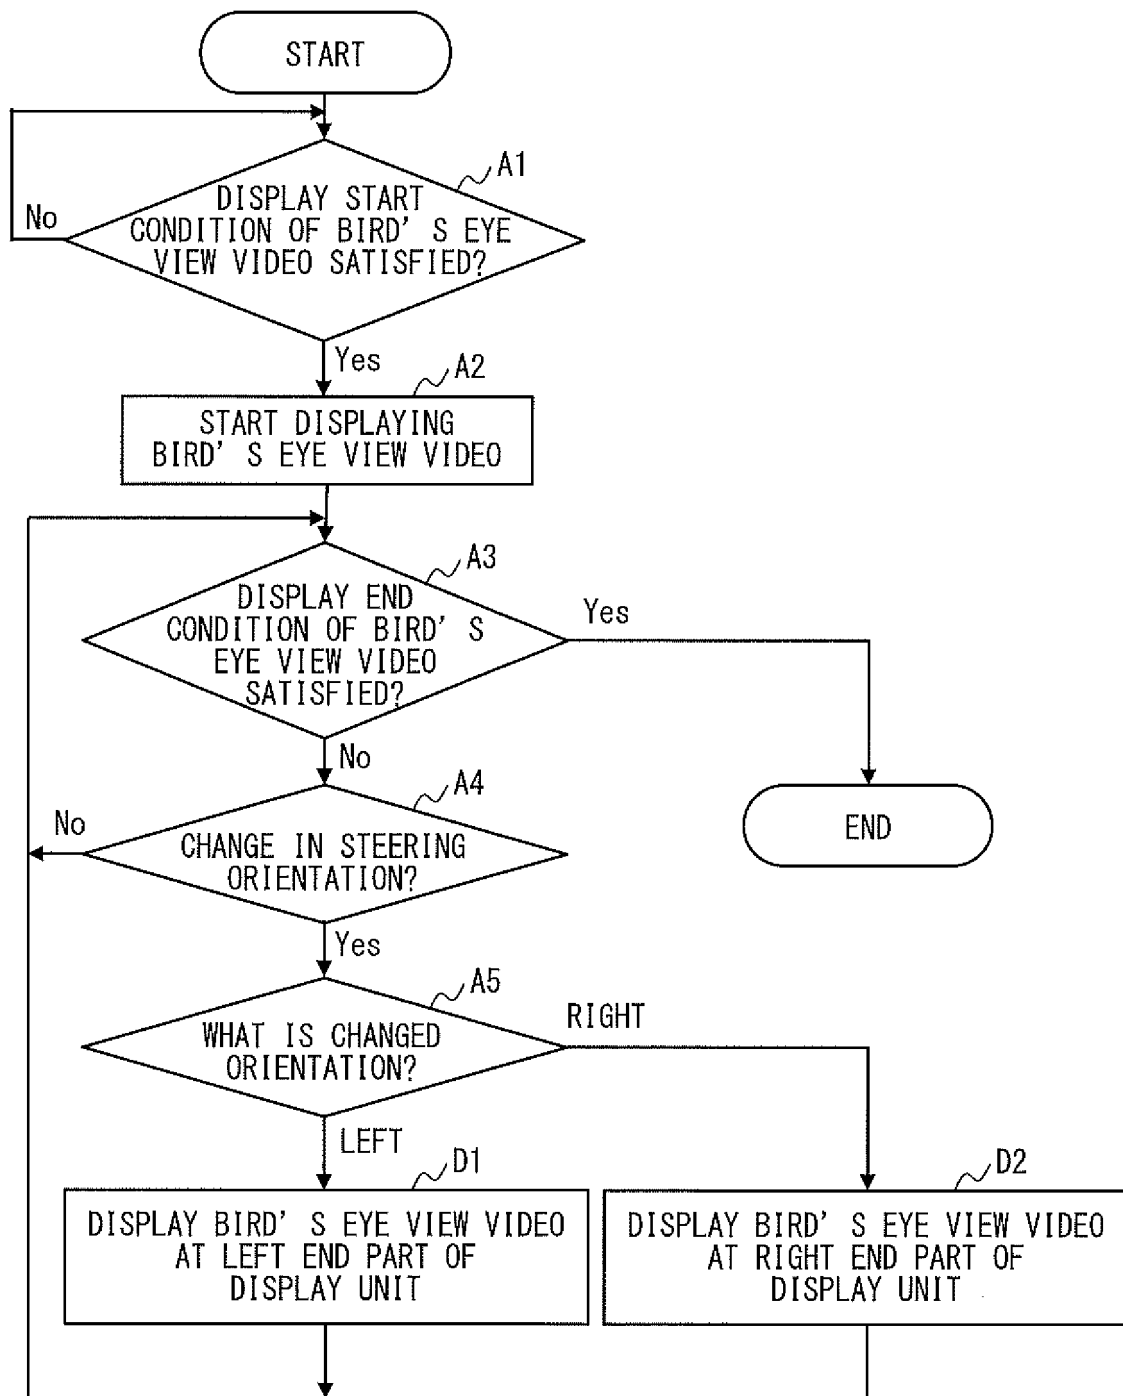 START
A1
DISPLAY START
CONDITION OF BIRD' S EYE
VIEW VIDEO SATISFIED?
No
Yes
A2
START DISPLAYING
BIRD' S EYE VIEW VIDEO
A3
DISPLAY END
CONDITION OF BIRD' S
EYE VIEW VIDEO
SATISFIED?
Yes
No
END
A4
CHANGE IN STEERING
ORIENTATION?
No
Yes
A5
WHAT IS CHANGED
ORIENTATION?
RIGHT
LEFT
D1
DISPLAY BIRD' S EYE VIEW VIDEO
AT LEFT END PART OF
DISPLAY UNIT
D2
DISPLAY BIRD' S EYE VIEW VIDEO
AT RIGHT END PART OF
DISPLAY UNIT